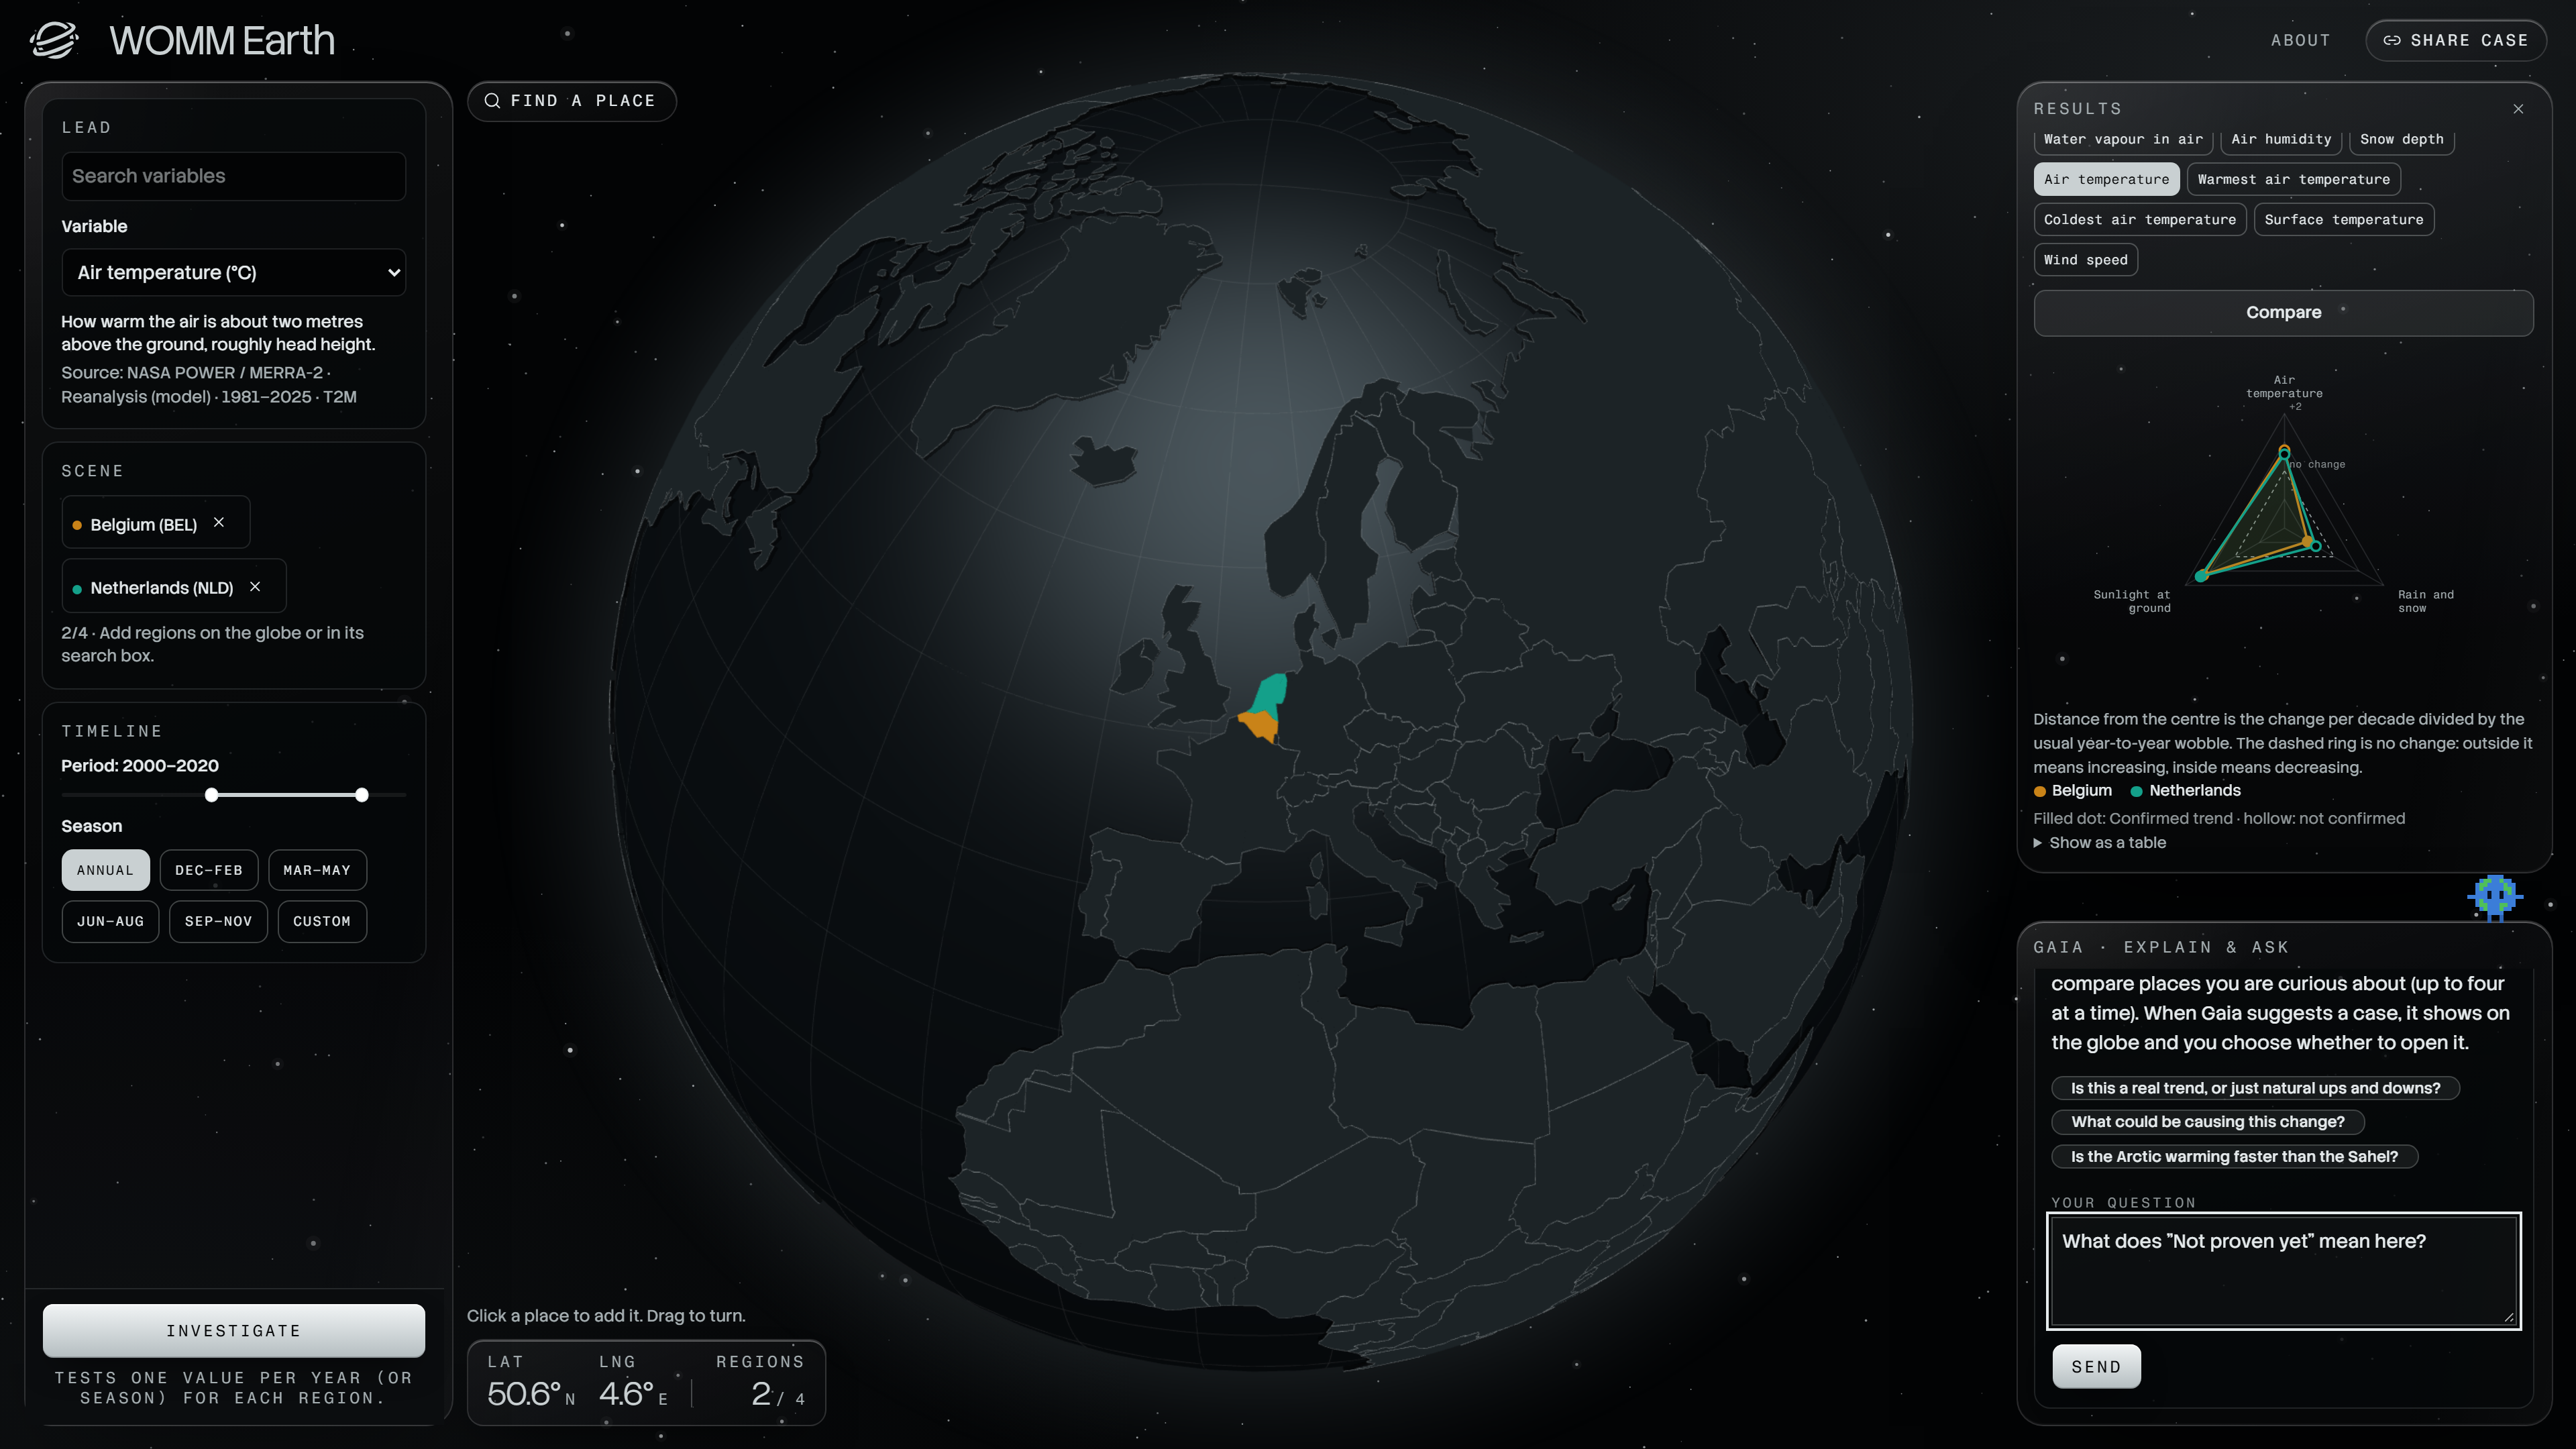 WOMM Earth
ABOUT
SHARE CASE
LEAD
Search variables
Variable
Air temperature (°C)
How warm the air is about two metres
above the ground, roughly head height.
Source: NASA POWER / MERRA-2 ·
Reanalysis (model) · 1981–2025 · T2M
SCENE
Belgium (BEL) ×
Netherlands (NLD) ×
2/4 · Add regions on the globe or in its
search box.
TIMELINE
Period: 2000–2020
Season
ANNUAL
DEC–FEB
MAR–MAY
JUN–AUG
SEP–NOV
CUSTOM
INVESTIGATE
TESTS ONE VALUE PER YEAR (OR
SEASON) FOR EACH REGION.
FIND A PLACE
Click a place to add it. Drag to turn.
LAT
LNG
REGIONS
50.6° N
4.6° E
2 / 4
RESULTS
×
Water vapour in air
Air humidity
Snow depth
Air temperature
Warmest air temperature
Coldest air temperature
Surface temperature
Wind speed
Compare
Air
temperature
+2
no change
Sunlight at
ground
Rain and
snow
Distance from the centre is the change per decade divided by the
usual year-to-year wobble. The dashed ring is no change: outside it
means increasing, inside means decreasing.
Belgium
Netherlands
Filled dot: Confirmed trend · hollow: not confirmed
Show as a table
GAIA · EXPLAIN & ASK
compare places you are curious about (up to four
at a time). When Gaia suggests a case, it shows on
the globe and you choose whether to open it.
Is this a real trend, or just natural ups and downs?
What could be causing this change?
Is the Arctic warming faster than the Sahel?
YOUR QUESTION
What does "Not proven yet" mean here?
SEND